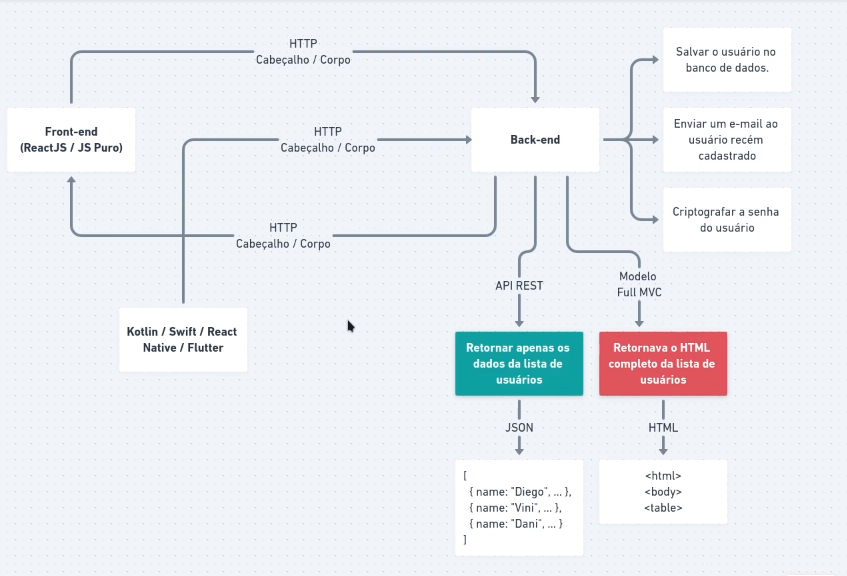 HTTP
Cabeçalho / Corpo
Salvar o usuário no
banco de dados.
Front-end
(ReactJS / JS Puro)
HTTP
Cabeçalho / Corpo
Back-end
Enviar um e-mail ao
usuário recém
cadastrado
HTTP
Cabeçalho / Corpo
Criptografar a senha
do usuário
API REST
Modelo
Full MVC
Kotlin / Swift / React
Native / Flutter
Retornar apenas os
dados da lista de
usuários
Retornava o HTML
completo da lista de
usuários
JSON
HTML
[
{ name: "Diego", ... },
{ name: "Vini", ... },
{ name: "Dani", ... }
]
<html>
<body>
<table>